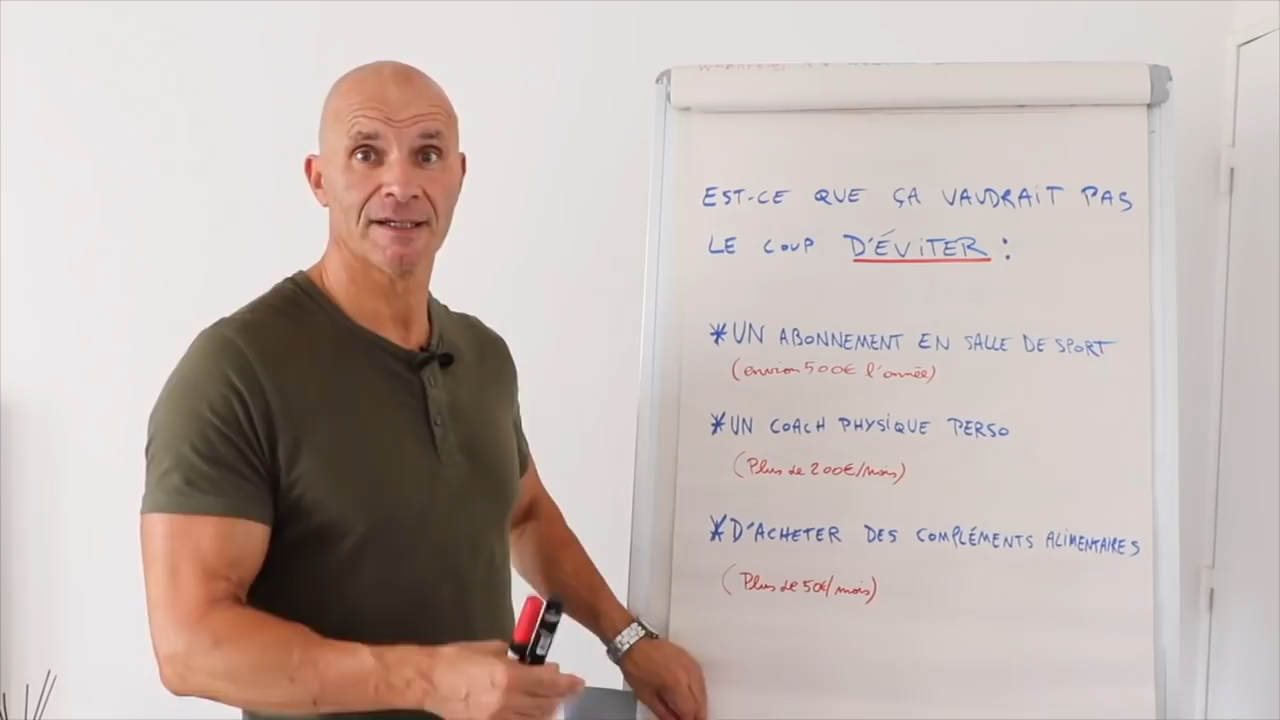 EST-CE QUE ÇA VAUDRAIT PAS
LE COUP D'ÉVITER :
*UN ABONNEMENT EN SALLE DE SPORT
(environ 500€ l'année)
*UN COACH PHYSIQUE PERSO
(Plus de 200€/mois)
*D'ACHETER DES COMPLÉMENTS ALIMENTAIRES
(Plus de 50€/mois)